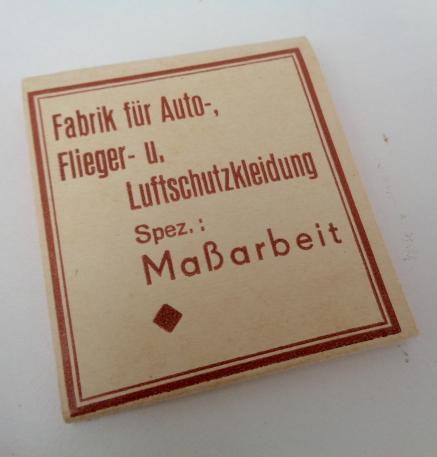 Fabrik für Auto-,
Flieger- u.
Luftschutzkleidung
Spez.:
Maßarbeit